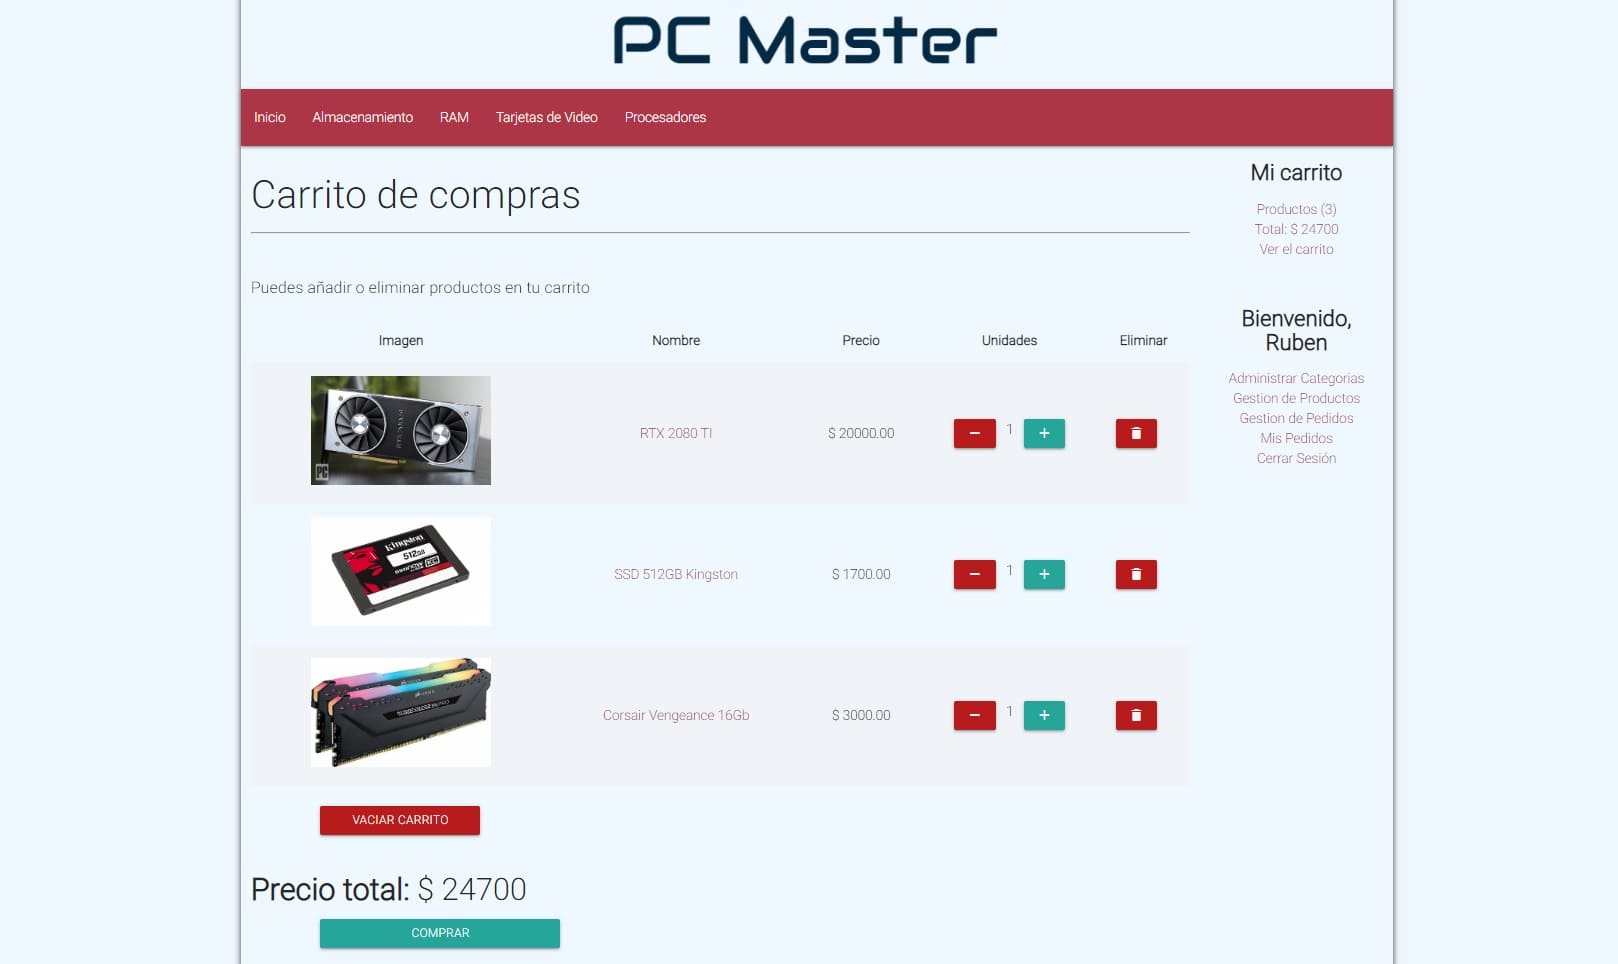 PC Master
Inicio Almacenamiento RAM Tarjetas de Video Procesadores
Carrito de compras
Puedes añadir o eliminar productos en tu carrito
Imagen Nombre Precio Unidades Eliminar
PC
RTX 2080 TI $ 20000.00 1
Kingston
512GB
SSD 512GB Kingston $ 1700.00 1
Corsair Vengeance 16Gb $ 3000.00 1
VACIAR CARRITO
Precio total: $ 24700
COMPRAR
Mi carrito
Productos (3)
Total: $ 24700
Ver el carrito
Bienvenido,
Ruben
Administrar Categorias
Gestion de Productos
Gestion de Pedidos
Mis Pedidos
Cerrar Sesión